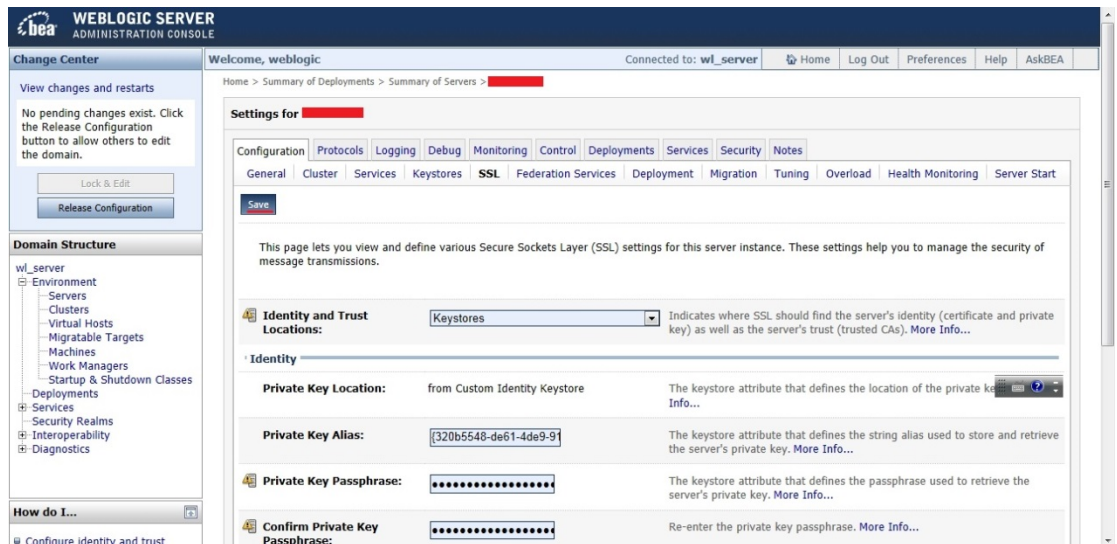 bea
WEBLOGIC SERVER
ADMINISTRATION CONSOLE
Change Center
View changes and restarts
No pending changes exist. Click
the Release Configuration
button to allow others to edit
the domain.
Lock & Edit
Release Configuration
Domain Structure
wl_server
Environment
Servers
Clusters
Virtual Hosts
Migratable Targets
Machines
Work Managers
Startup & Shutdown Classes
Deployments
Services
Security Realms
Interoperability
Diagnostics
How do I...
Configure identity and trust
Welcome, weblogic
Connected to: wl_server
Home
Log Out
Preferences
Help
AskBEA
Home > Summary of Deployments > Summary of Servers >
Settings for
Configuration Protocols Logging Debug Monitoring Control Deployments Services Security Notes
General Cluster Services Keystores SSL Federation Services Deployment Migration Tuning Overload Health Monitoring Server Start
Save
This page lets you view and define various Secure Sockets Layer (SSL) settings for this server instance. These settings help you to manage the security of
message transmissions.
Identity and Trust
Locations:
Keystores
Indicates where SSL should find the server's identity (certificate and private
key) as well as the server's trust (trusted CAs). More Info...
Identity
Private Key Location:
from Custom Identity Keystore
The keystore attribute that defines the location of the private
Info...
Private Key Alias:
{320b5548-de61-4de9-91
The keystore attribute that defines the string alias used to store and retrieve
the server's private key. More Info...
Private Key Passphrase:
The keystore attribute that defines the passphrase used to retrieve the
server's private key. More Info...
Confirm Private Key
Passphrase:
Re-enter the private key passphrase. More Info...